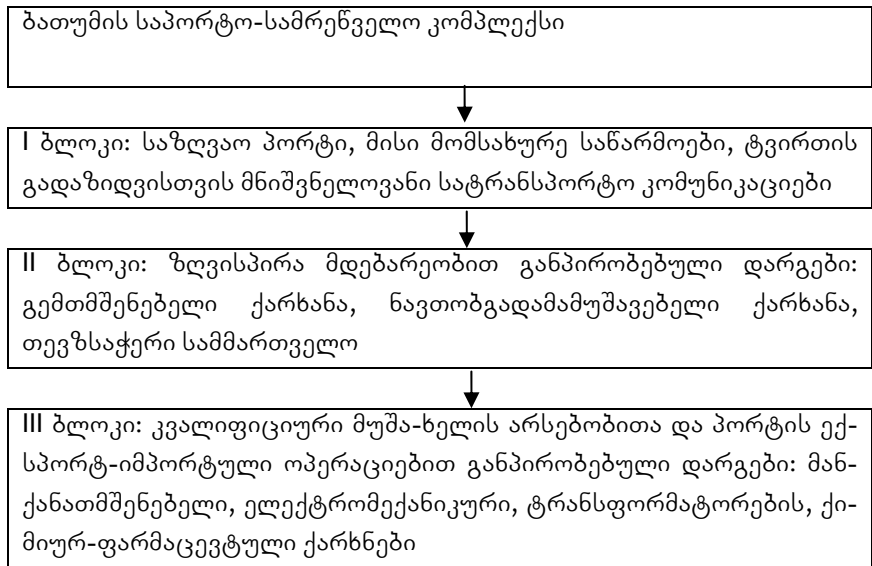 ბათუმის საპორტო-სამრეწველო კომპლექსი
I ბლოკი: საზღვაო პორტი, მისი მომსახურე საწარმოები, ტვირთის
გადაზიდვისთვის მნიშვნელოვანი სატრანსპორტო კომუნიკაციები
II ბლოკი: ზღვისპირა მდებარეობით განპირობებული დარგები:
გემთმშენებელი ქარხანა, ნავთობგადამამუშავებელი ქარხანა,
თევზსაჭერი სამმართველო
III ბლოკი: კვალიფიციური მუშა-ხელის არსებობითა და პორტის ექ-
სპორტ-იმპორტული ოპერაციებით განპირობებული დარგები: მან-
ქანათმშენებელი, ელექტრომექანიკური, ტრანსფორმატორების, ქი-
მიურ-ფარმაცევტული ქარხნები